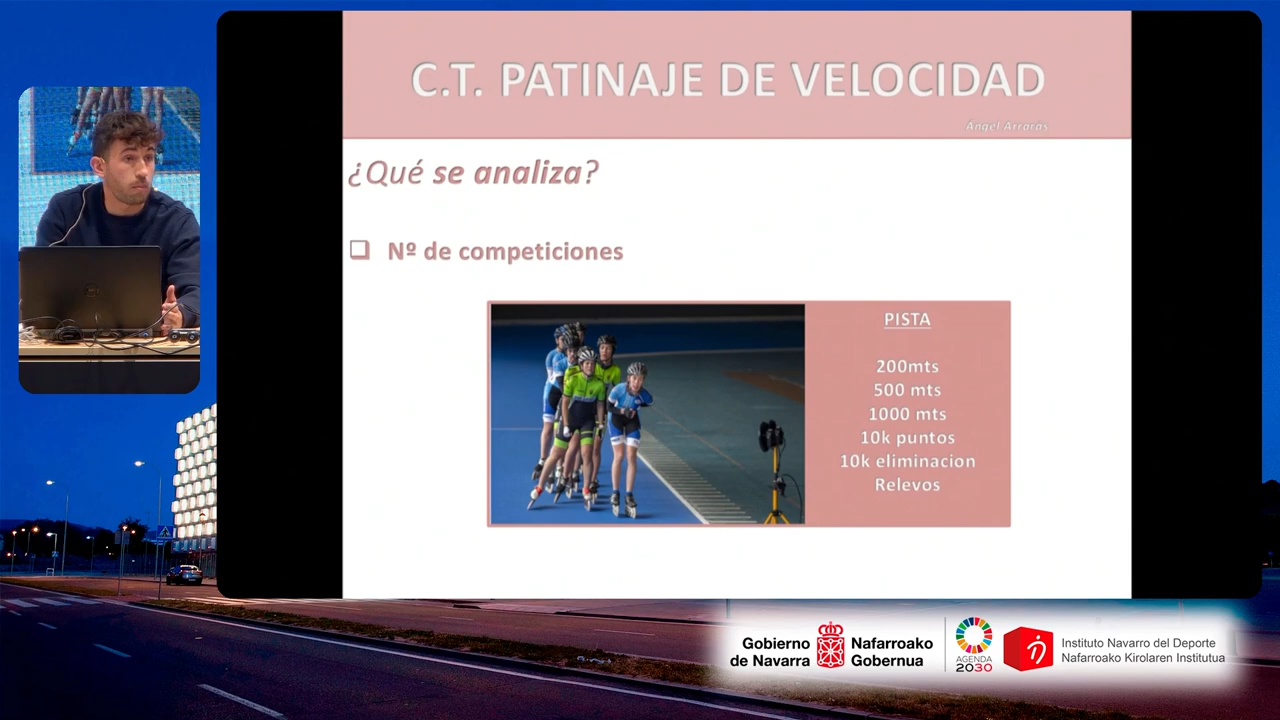 C.T. PATINAJE DE VELOCIDAD
Ángel Arrarás
¿Qué se analiza?
❑ Nº de competiciones
PISTA
200mts
500 mts
1000 mts
10k puntos
10k eliminacion
Relevos
Gobierno
de Navarra
Nafarroako
Gobernua
AGENDA
2030
Instituto Navarro del Deporte
Nafarroako Kirolaren Institutua